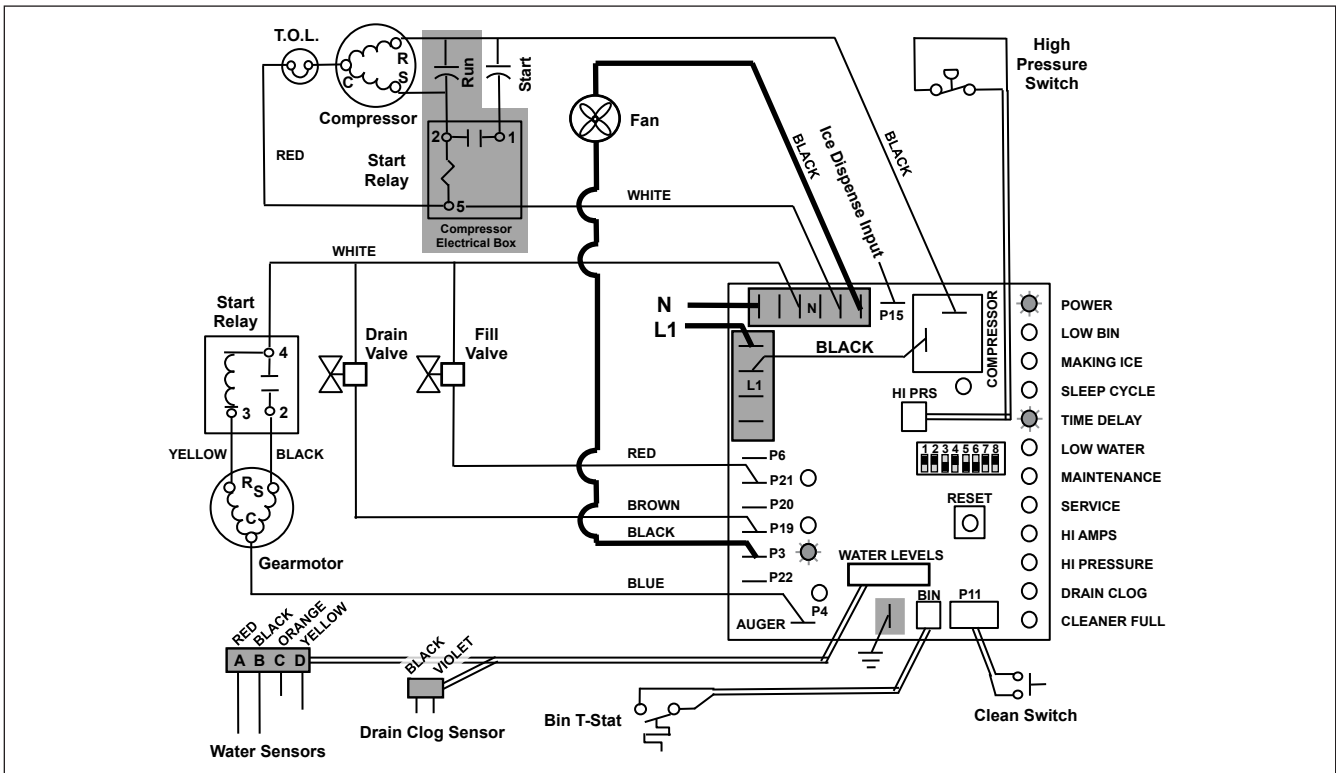 T.O.L.
R
S
C
Run
Start
Compressor
High
Pressure
Switch
Fan
BLACK
Ice Dispense Input
BLACK
2
1
RED
Start
Relay
5
WHITE
Compressor
Electrical Box
WHITE
N
N
P15
L1
BLACK
COMPRESSOR
L1
HI PRS
1 2 3 4 5 6 7 8
RESET
POWER
LOW BIN
MAKING ICE
SLEEP CYCLE
TIME DELAY
LOW WATER
MAINTENANCE
SERVICE
HI AMPS
HI PRESSURE
DRAIN CLOG
CLEANER FULL
Start
Relay
4
3
2
Drain
Valve
Fill
Valve
YELLOW
BLACK
R
S
C
Gearmotor
RED
P6
P21
BROWN
P20
P19
BLACK
P3
P22
BLUE
P4
AUGER
WATER LEVELS
BIN
P11
RED
BLACK
ORANGE
YELLOW
A B C D
Water Sensors
BLACK
VIOLET
Drain Clog Sensor
Bin T-Stat
Clean Switch